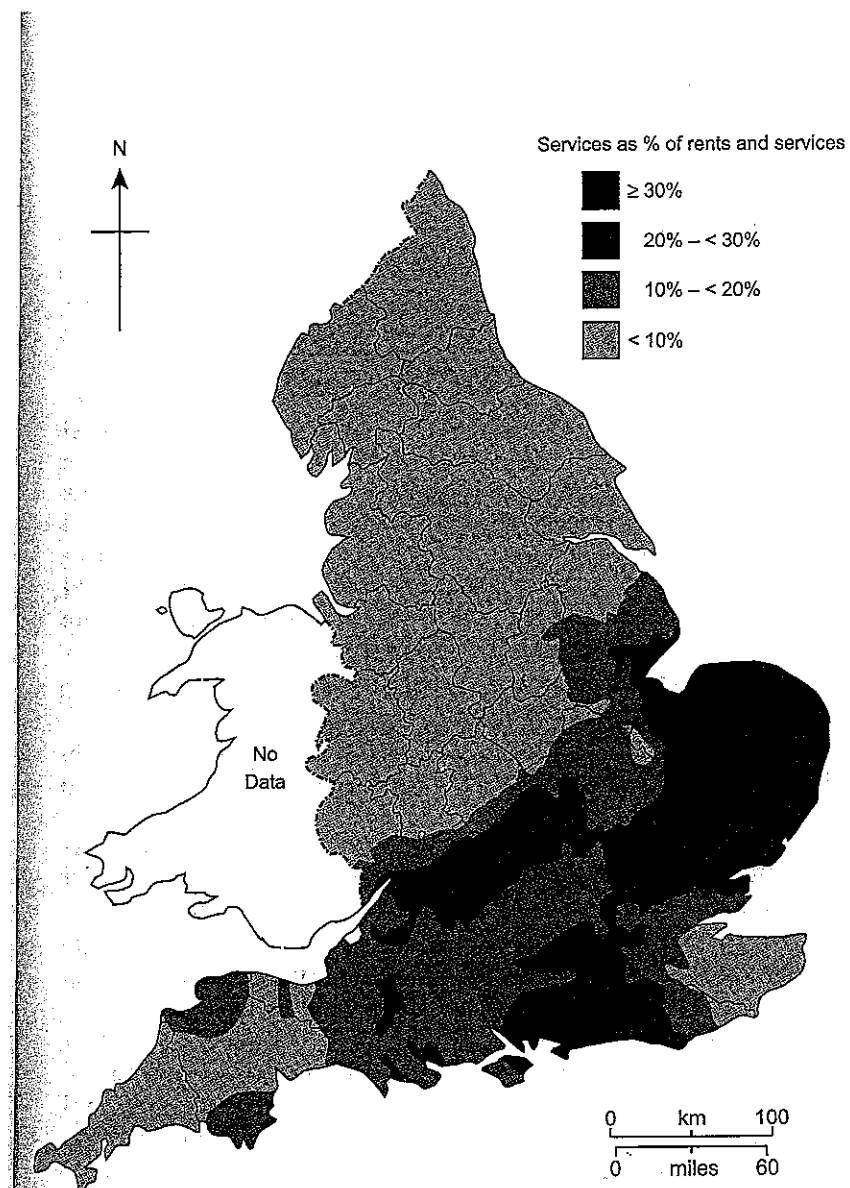 N
Services as % of rents and services
≥ 30%
20% – < 30%
10% – < 20%
< 10%
No
Data
0 km 100
0 miles 60